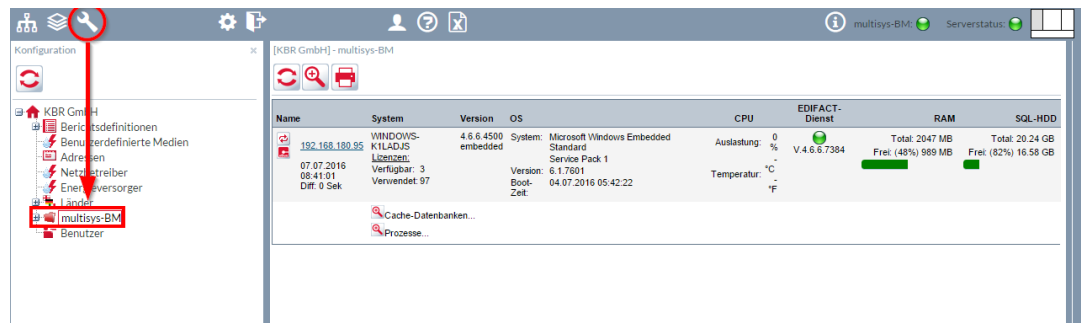 multisys-BM: Serverstatus:
Konfiguration
KBR GmbH
Berichtsdefinitionen
Benutzerdefinierte Medien
Adressen
Netzbetreiber
Energieversorger
Länder
multisys-BM
Benutzer
[KBR GmbH] - multisys-BM
Name System Version OS CPU EDIFACT-Dienst RAM SQL-HDD
192.168.180.95
07.07.2016
08:41:01
Diff: 0 Sek
WINDOWS-
K1LADJS
Lizenzen:
Verfügbar: 3
Verwendet: 97
4.6.6.4500
embedded
System: Microsoft Windows Embedded
Standard
Service Pack 1
Version: 6.1.7601
Boot-Zeit: 04.07.2016 05:42:22
Auslastung: 0 %
Temperatur: - °C
- °F
V.4.6.6.7384
Total: 2047 MB
Frei: (48%) 989 MB
Total: 20.24 GB
Frei: (82%) 16.58 GB
Cache-Datenbanken...
Prozesse...